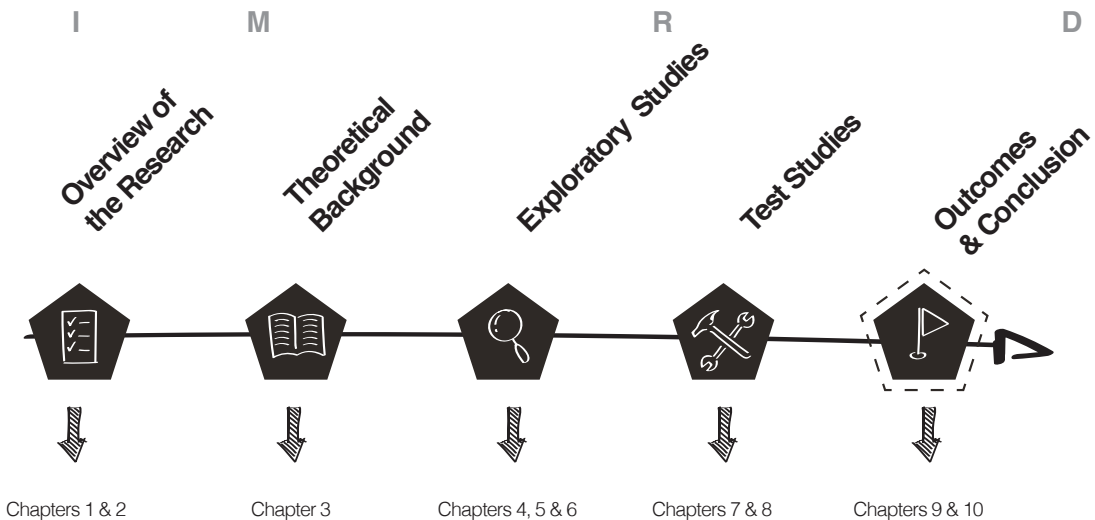 I
M
R
D
Overview of
the Research
Theoretical
Background
Exploratory Studies
Test Studies
Outcomes
& Conclusion
Chapters 1 & 2
Chapter 3
Chapters 4, 5 & 6
Chapters 7 & 8
Chapters 9 & 10